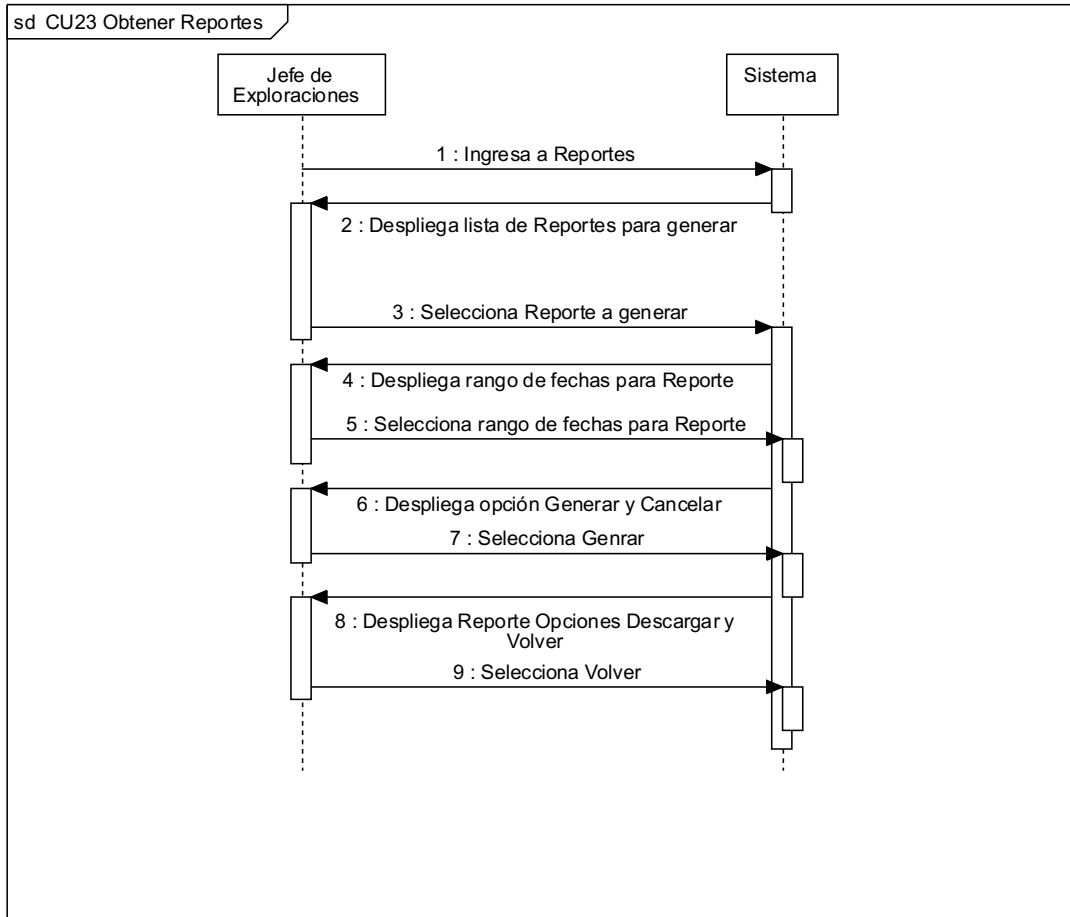 sd CU23 Obtener Reportes
Jefe de
Exploraciones
Sistema
1 : Ingresa a Reportes
2 : Despliega lista de Reportes para generar
3 : Selecciona Reporte a generar
4 : Despliega rango de fechas para Reporte
5 : Selecciona rango de fechas para Reporte
6 : Despliega opción Generar y Cancelar
7 : Selecciona Genrar
8 : Despliega Reporte Opciones Descargar y
Volver
9 : Selecciona Volver